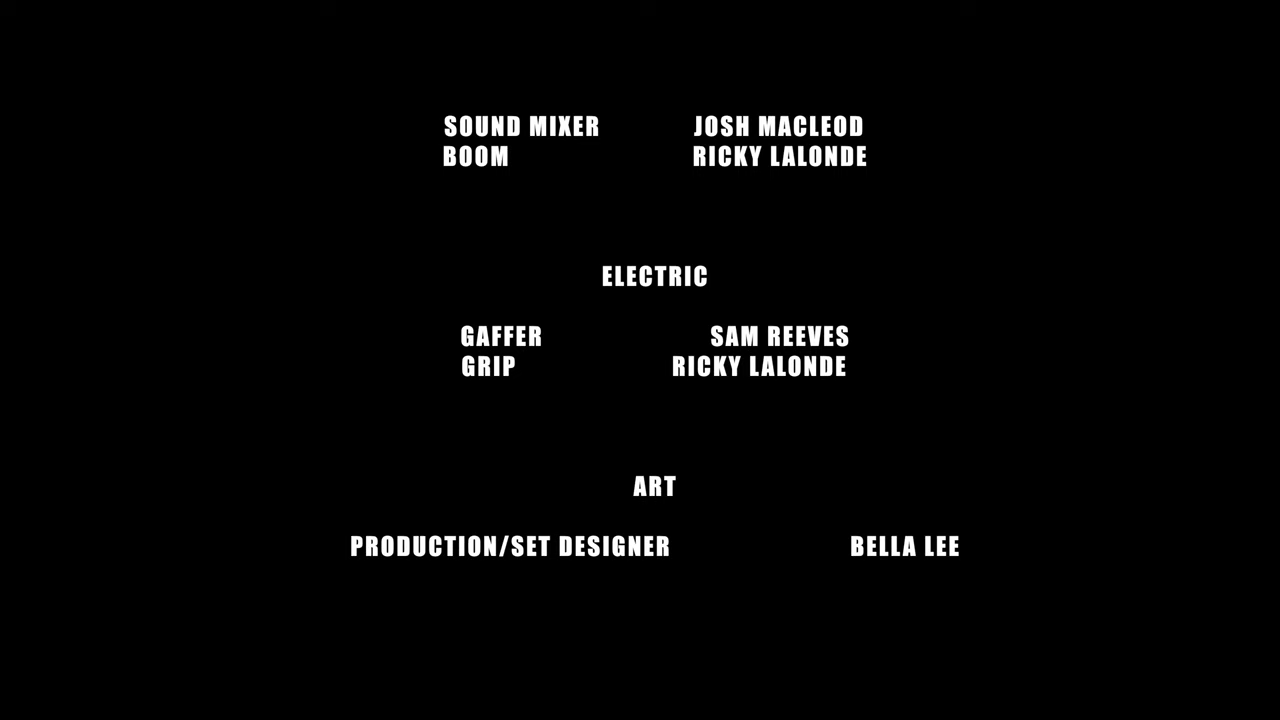 SOUND MIXER JOSH MACLEOD
BOOM RICKY LALONDE
ELECTRIC
GAFFER SAM REEVES
GRIP RICKY LALONDE
ART
PRODUCTION/SET DESIGNER BELLA LEE